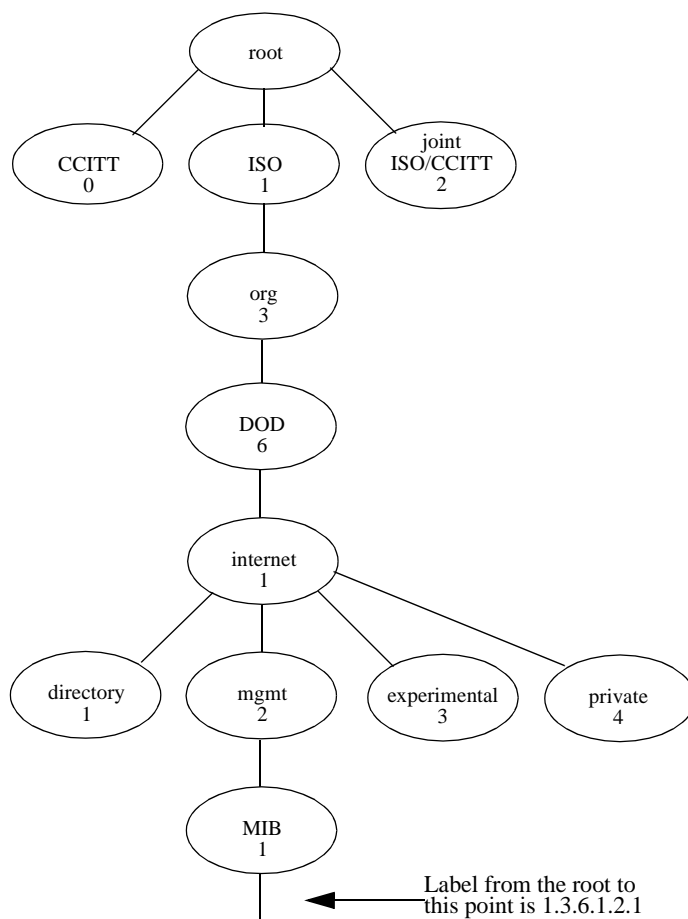 root
CCITT
0
ISO
1
joint
ISO/CCITT
2
org
3
DOD
6
internet
1
directory
1
mgmt
2
experimental
3
private
4
MIB
1
Label from the root to
this point is 1.3.6.1.2.1